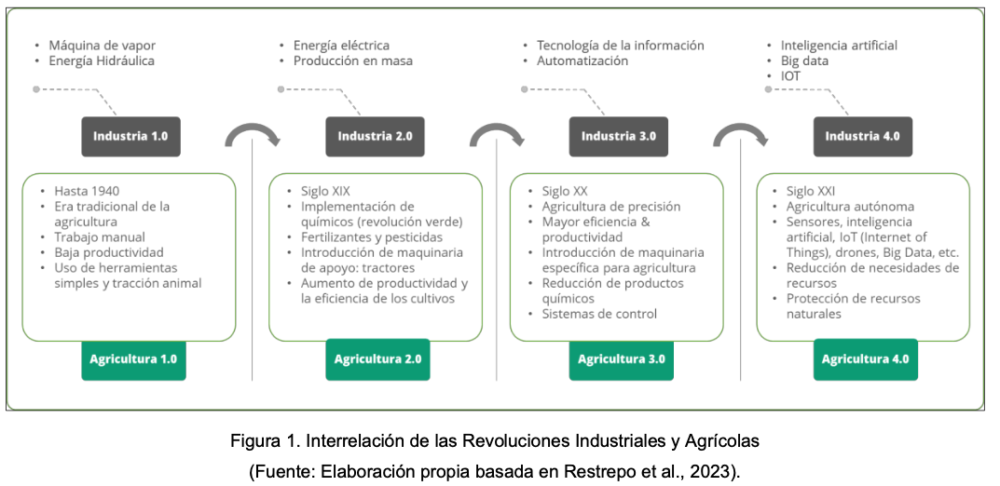 • Máquina de vapor
• Energía Hidráulica
Industria 1.0
• Hasta 1940
• Era tradicional de la
agricultura
• Trabajo manual
• Baja productividad
• Uso de herramientas
simples y tracción animal
Agricultura 1.0
• Energía eléctrica
• Producción en masa
Industria 2.0
• Siglo XIX
• Implementación de
químicos (revolución verde)
• Fertilizantes y pesticidas
• Introducción de maquinaria
de apoyo: tractores
• Aumento de productividad y
la eficiencia de los cultivos
Agricultura 2.0
• Tecnología de la información
• Automatización
Industria 3.0
• Siglo XX
• Agricultura de precisión
• Mayor eficiencia &
productividad
• Introducción de maquinaria
específica para agricultura
• Reducción de productos
químicos
• Sistemas de control
Agricultura 3.0
• Inteligencia artificial
• Big data
• IOT
Industria 4.0
• Siglo XXI
• Agricultura autónoma
• Sensores, inteligencia
artificial, IoT (Internet of
Things), drones, Big Data, etc.
• Reducción de necesidades de
recursos
• Protección de recursos
naturales
Agricultura 4.0
Figura 1. Interrelación de las Revoluciones Industriales y Agrícolas
(Fuente: Elaboración propia basada en Restrepo et al., 2023).